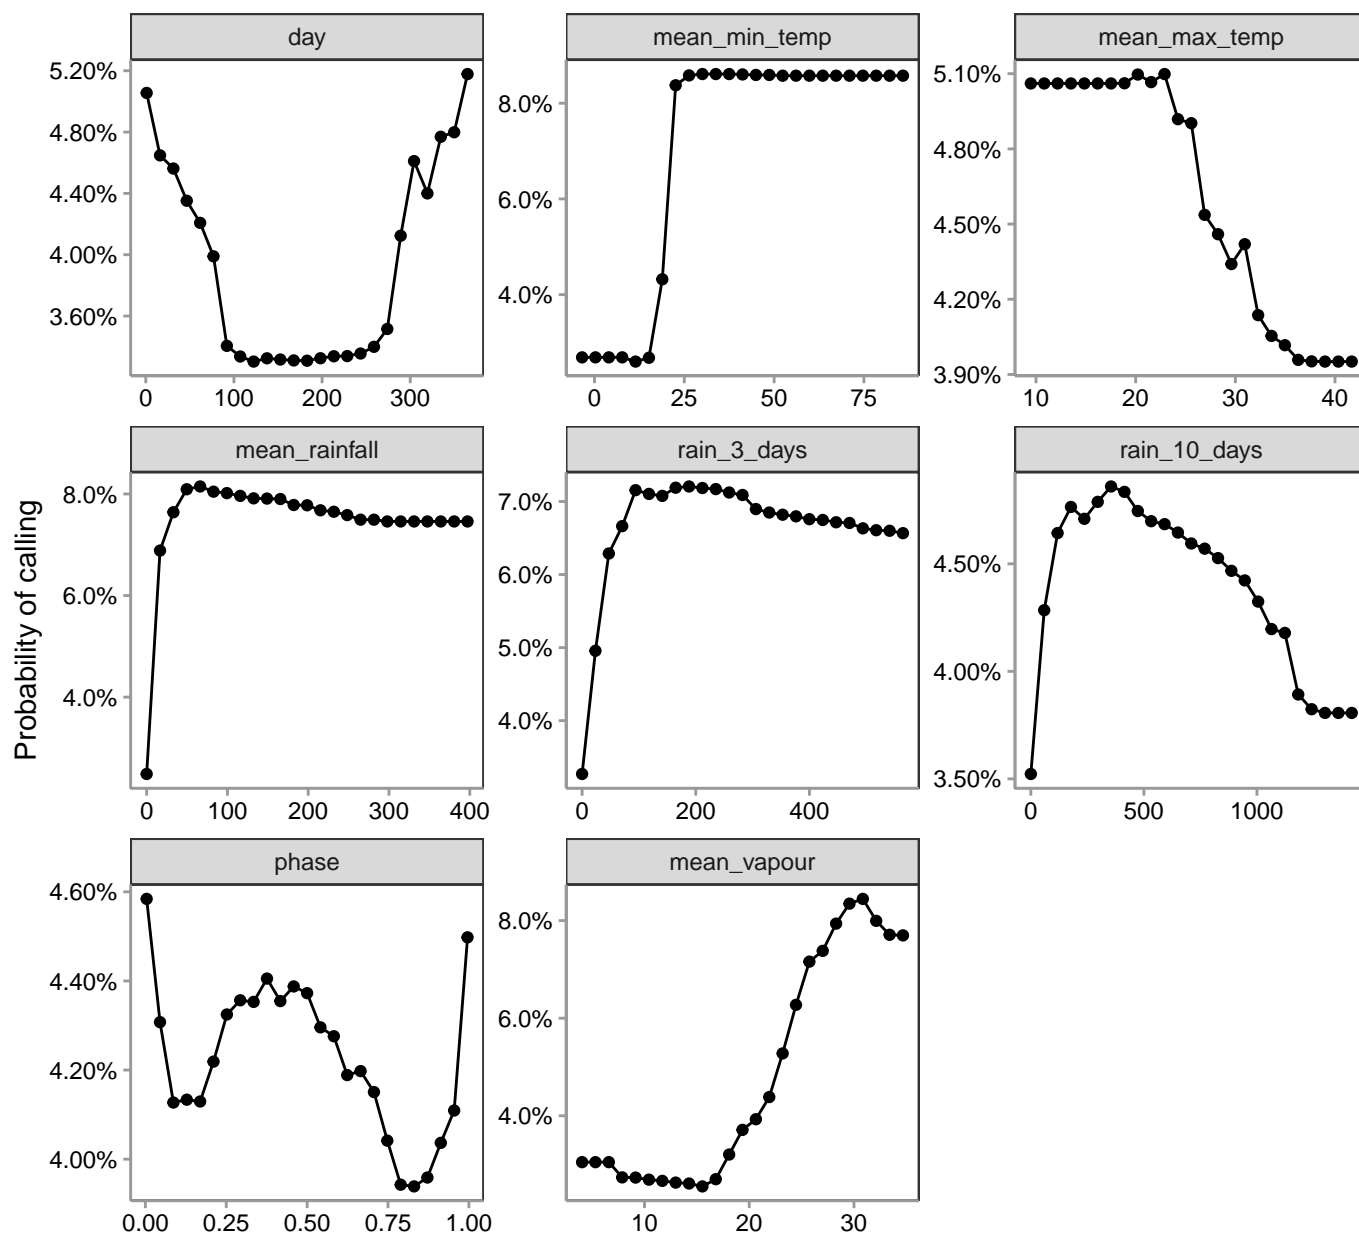 day
5.20%
4.80%
4.40%
4.00%
3.60%
0 100 200 300
mean_min_temp
8.0%
6.0%
4.0%
0 25 50 75
mean_max_temp
5.10%
4.80%
4.50%
4.20%
3.90%
10 20 30 40
Probability of calling
mean_rainfall
8.0%
6.0%
4.0%
0 100 200 300 400
rain_3_days
7.0%
6.0%
5.0%
4.0%
0 200 400
rain_10_days
4.50%
4.00%
3.50%
0 500 1000
phase
4.60%
4.40%
4.20%
4.00%
0.00 0.25 0.50 0.75 1.00
mean_vapour
8.0%
6.0%
4.0%
10 20 30